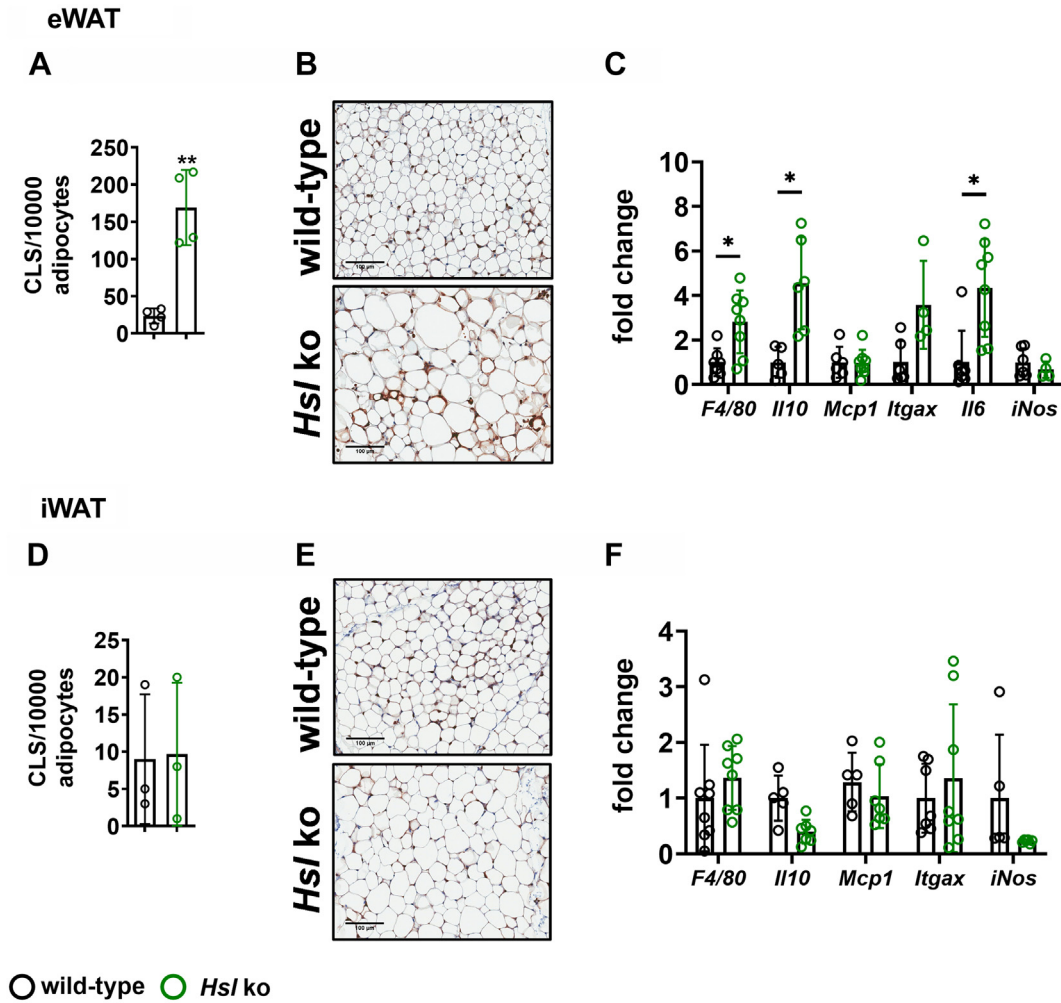 eWAT
A
B
C
CLS/10000
adipocytes
250
200
150
100
50
0
**
wild-type
100 µm
Hsl ko
100 µm
fold change
10
8
6
4
2
0
*
*
*
F4/80 Il10 Mcp1 Itgax Il6 iNos
iWAT
D
E
F
CLS/10000
adipocytes
25
20
15
10
5
0
wild-type
100 µm
Hsl ko
100 µm
fold change
4
3
2
1
0
F4/80 Il10 Mcp1 Itgax iNos
wild-type Hsl ko